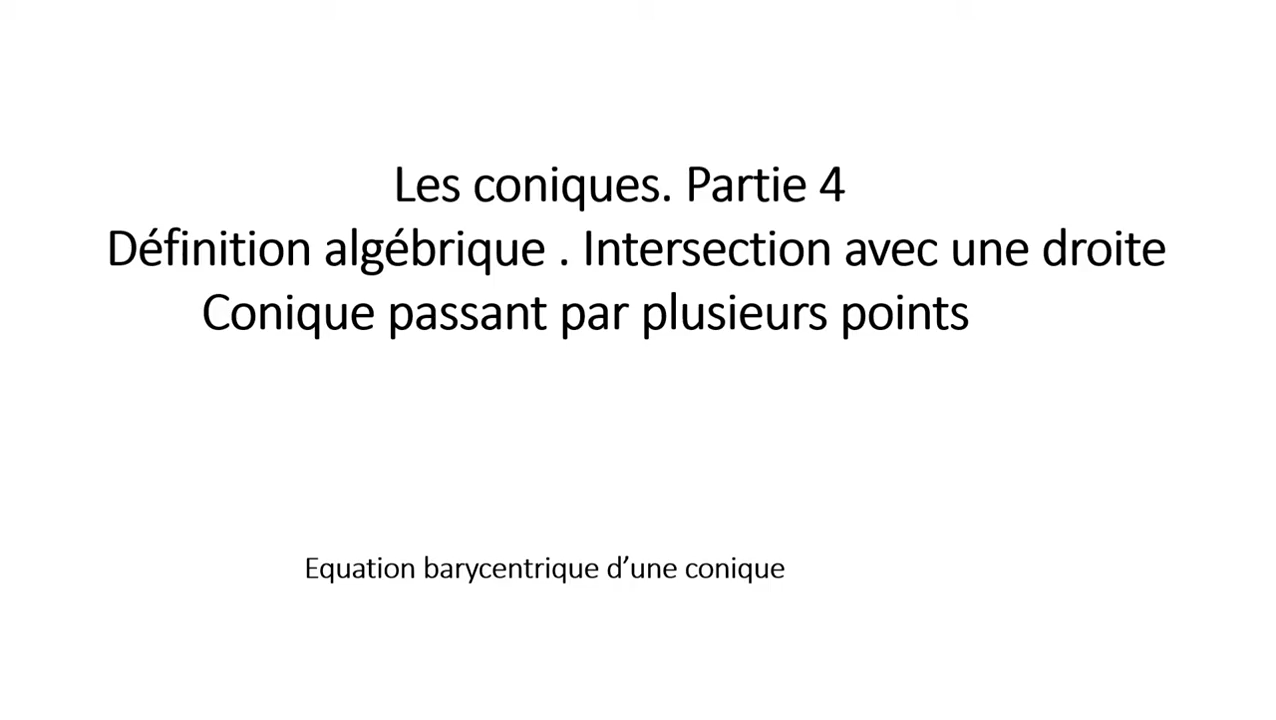 Les coniques. Partie 4
Définition algébrique . Intersection avec une droite
Conique passant par plusieurs points
Equation barycentrique d’une conique